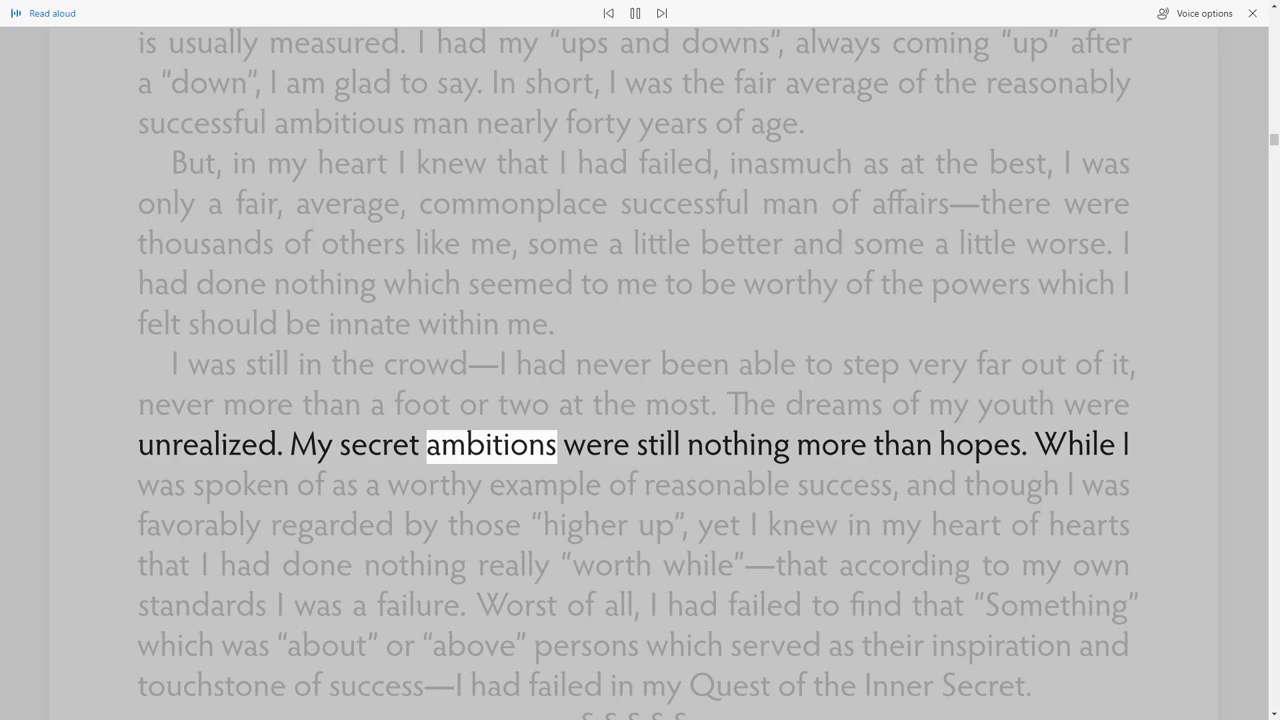 Read aloud
Voice options
is usually measured. I had my “ups and downs”, always coming “up” after
a “down”, I am glad to say. In short, I was the fair average of the reasonably
successful ambitious man nearly forty years of age.
But, in my heart I knew that I had failed, inasmuch as at the best, I was
only a fair, average, commonplace successful man of affairs—there were
thousands of others like me, some a little better and some a little worse. I
had done nothing which seemed to me to be worthy of the powers which I
felt should be innate within me.
I was still in the crowd—I had never been able to step very far out of it,
never more than a foot or two at the most. The dreams of my youth were
unrealized. My secret ambitions were still nothing more than hopes. While I
was spoken of as a worthy example of reasonable success, and though I was
favorably regarded by those “higher up”, yet I knew in my heart of hearts
that I had done nothing really “worth while”—that according to my own
standards I was a failure. Worst of all, I had failed to find that “Something”
which was “about” or “above” persons which served as their inspiration and
touchstone of success—I had failed in my Quest of the Inner Secret.